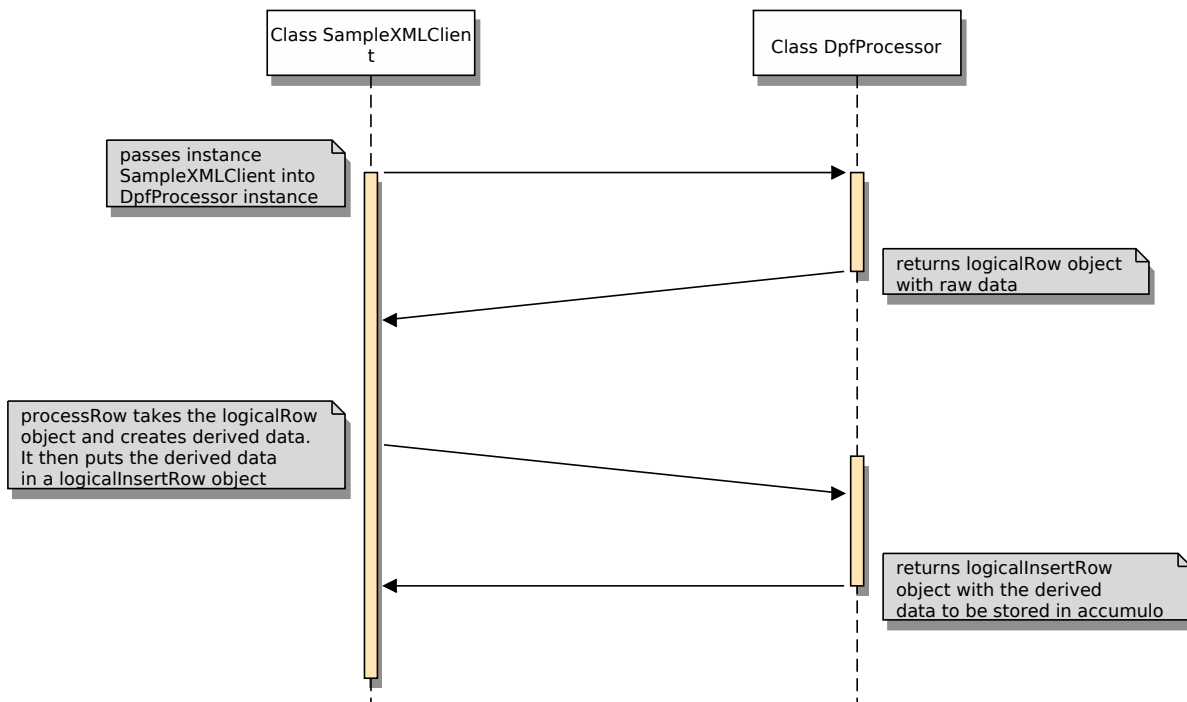 Class SampleXMLClien
t
Class DpfProcessor
passes instance
SampleXMLClient into
DpfProcessor instance
returns logicalRow object
with raw data
processRow takes the logicalRow
object and creates derived data.
It then puts the derived data
in a logicalInsertRow object
returns logicalInsertRow
object with the derived
data to be stored in accumulo